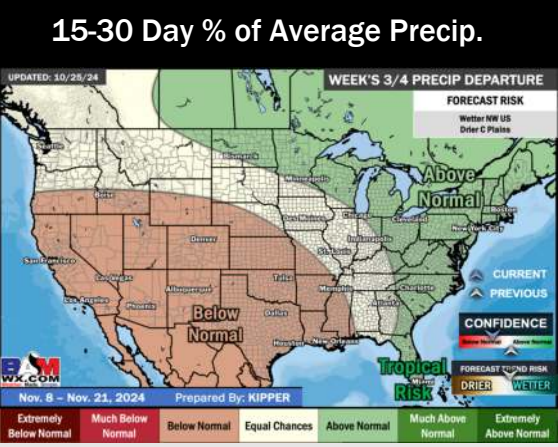 15-30 Day % of Average Precip.
UPDATED: 10/25/24
WEEK'S 3/4 PRECIP DEPARTURE
FORECAST RISK
Wetter NW US
Drier C Plains
Seattle
Bismarck
Minneapolis
Above
Normal
Boise
Boston
Des Moines
Chicago
Cleveland
New York City
Indianapolis
Denver
St. Louis
San Francisco
Las Vegas
Tulsa
CURRENT
Albuquerque
Memphis
Charlotte
PREVIOUS
Los Angeles
Phoenix
Atlanta
Below
Normal
Dallas
CONFIDENCE
Below Normal
Above Normal
Houston
New Orleans
BAM
WX.COM
Tropical
Risk
Miami
FORECAST TREND RISK
DRIER
WETTER
Nov. 8 – Nov. 21, 2024
Prepared By: KIPPER
Extremely
Below Normal
Much Below
Normal
Below Normal
Equal Chances
Above Normal
Much Above
Normal
Extremely
Above Normal